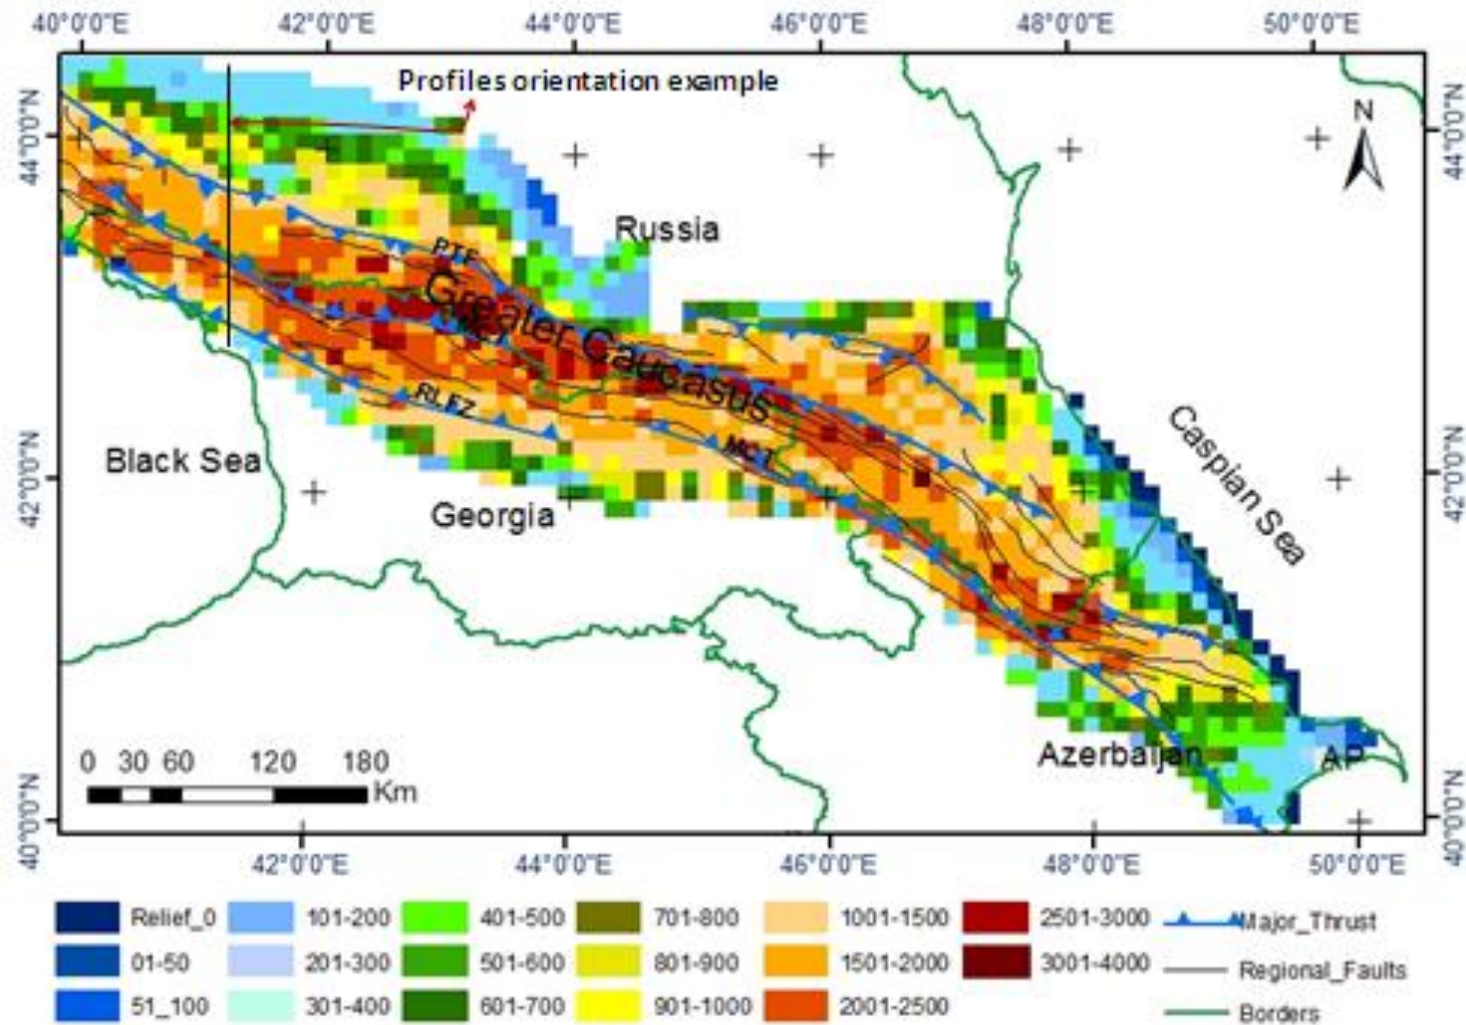 40°0'0"E 42°0'0"E 44°0'0"E 46°0'0"E 48°0'0"E 50°0'0"E
Profiles orientation example
N
44°0'0"N
44°0'0"N
Russia
PTF
Greater Caucasus
MCT
RLFZ
MCT
Caspian Sea
Black Sea
42°0'0"N
42°0'0"N
Georgia
Azerbaijan
AP
0 30 60 120 180
Km
40°0'0"N
40°0'0"N
42°0'0"E 44°0'0"E 46°0'0"E 48°0'0"E 50°0'0"E
Relief_0 101-200 401-500 701-800 1001-1500 2501-3000 Major_Thrust
01-50 201-300 501-600 801-900 1501-2000 3001-4000 Regional_Faults
51_100 301-400 601-700 901-1000 2001-2500 Borders